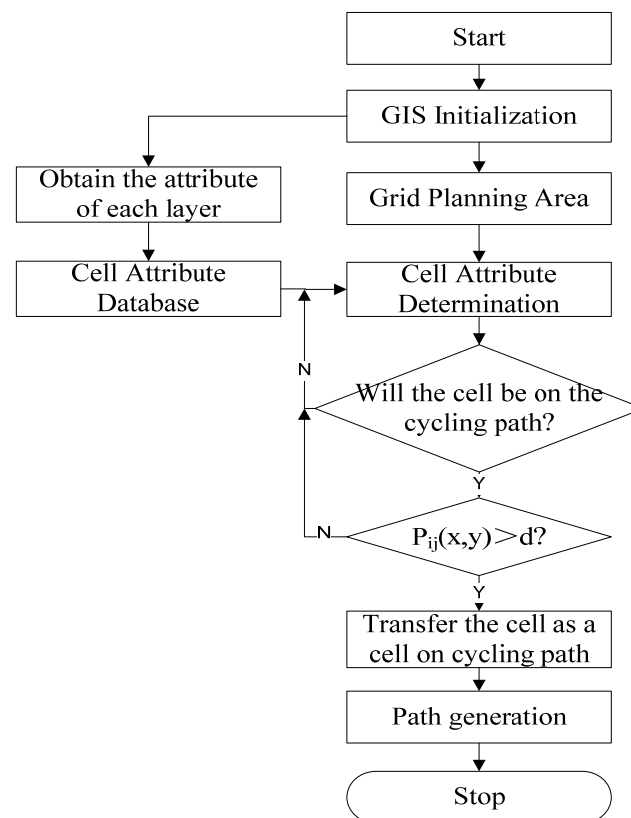 Start
GIS Initialization
Obtain the attribute
of each layer
Grid Planning Area
Cell Attribute
Database
Cell Attribute
Determination
N
Will the cell be on the
cycling path?
Y
N
Pij(x,y)>d?
Y
Transfer the cell as a
cell on cycling path
Path generation
Stop